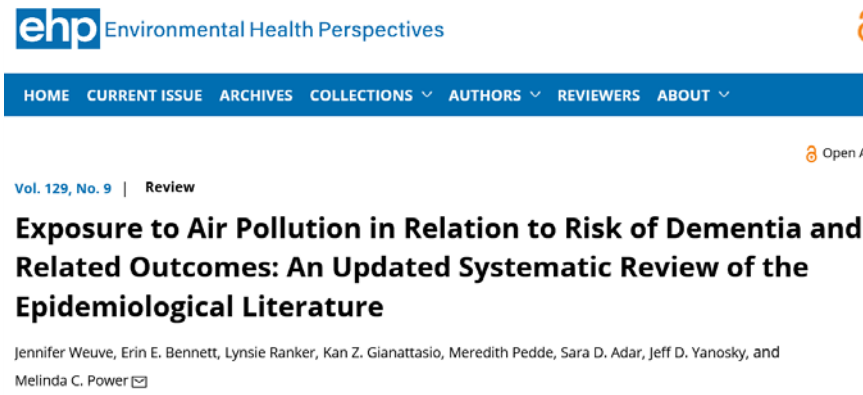 ehp Environmental Health Perspectives
HOME CURRENT ISSUE ARCHIVES COLLECTIONS AUTHORS REVIEWERS ABOUT
Open A
Vol. 129, No. 9 | Review
Exposure to Air Pollution in Relation to Risk of Dementia and
Related Outcomes: An Updated Systematic Review of the
Epidemiological Literature
Jennifer Weuve, Erin E. Bennett, Lynsie Ranker, Kan Z. Gianattasio, Meredith Pedde, Sara D. Adar, Jeff D. Yanosky, and
Melinda C. Power